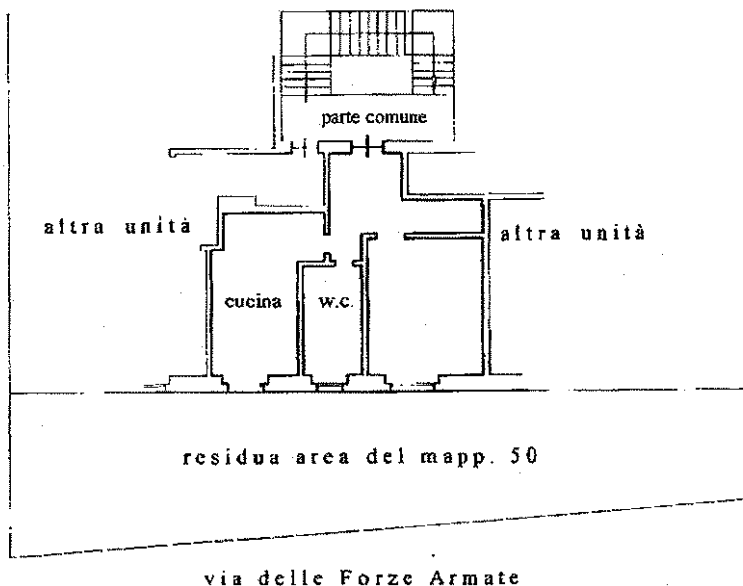 parte comune
altra unità
altra unità
cucina
w.c.
residua area del mapp. 50
via delle Forze Armate